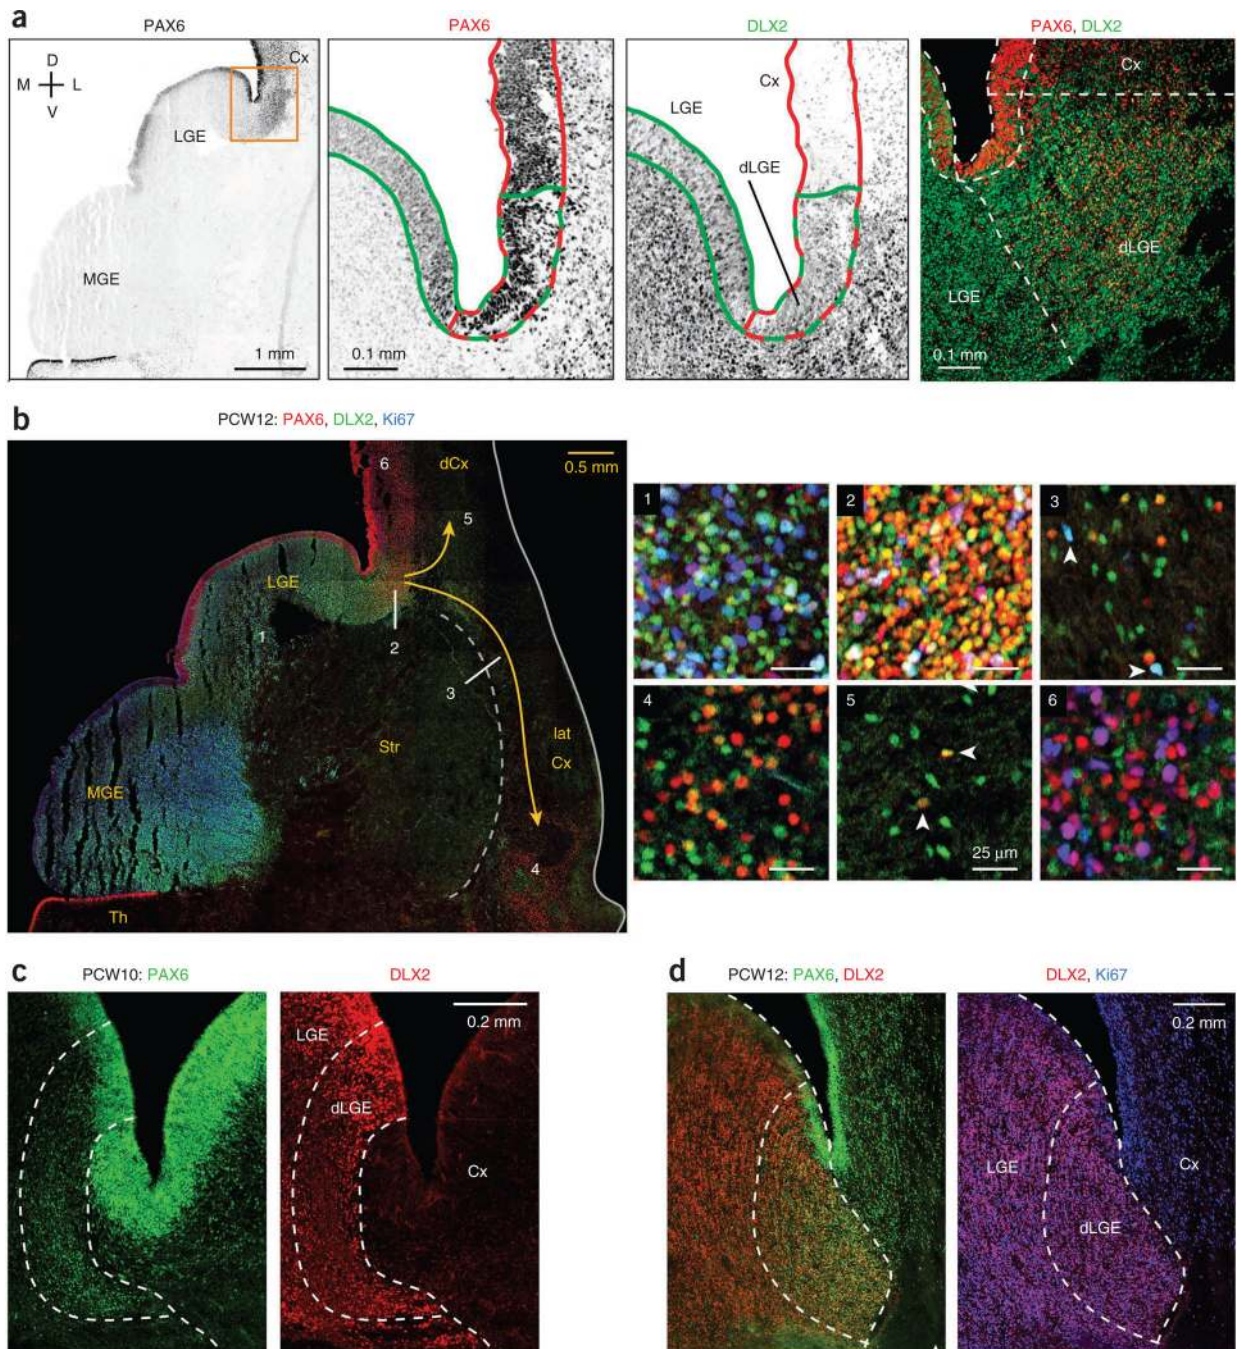 a
PAX6
PAX6
DLX2
PAX6, DLX2
D
M L
V
Cx
LGE
MGE
1 mm
0.1 mm
LGE
Cx
dLGE
Cx
dLGE
LGE
0.1 mm
b
PCW12: PAX6, DLX2, Ki67
6
dCx
0.5 mm
5
LGE
1
2
3
Str
lat
Cx
MGE
4
Th
1
2
3
4
5
25 µm
6
c
PCW10: PAX6
DLX2
0.2 mm
LGE
dLGE
Cx
d
PCW12: PAX6, DLX2
DLX2, Ki67
0.2 mm
LGE
Cx
dLGE